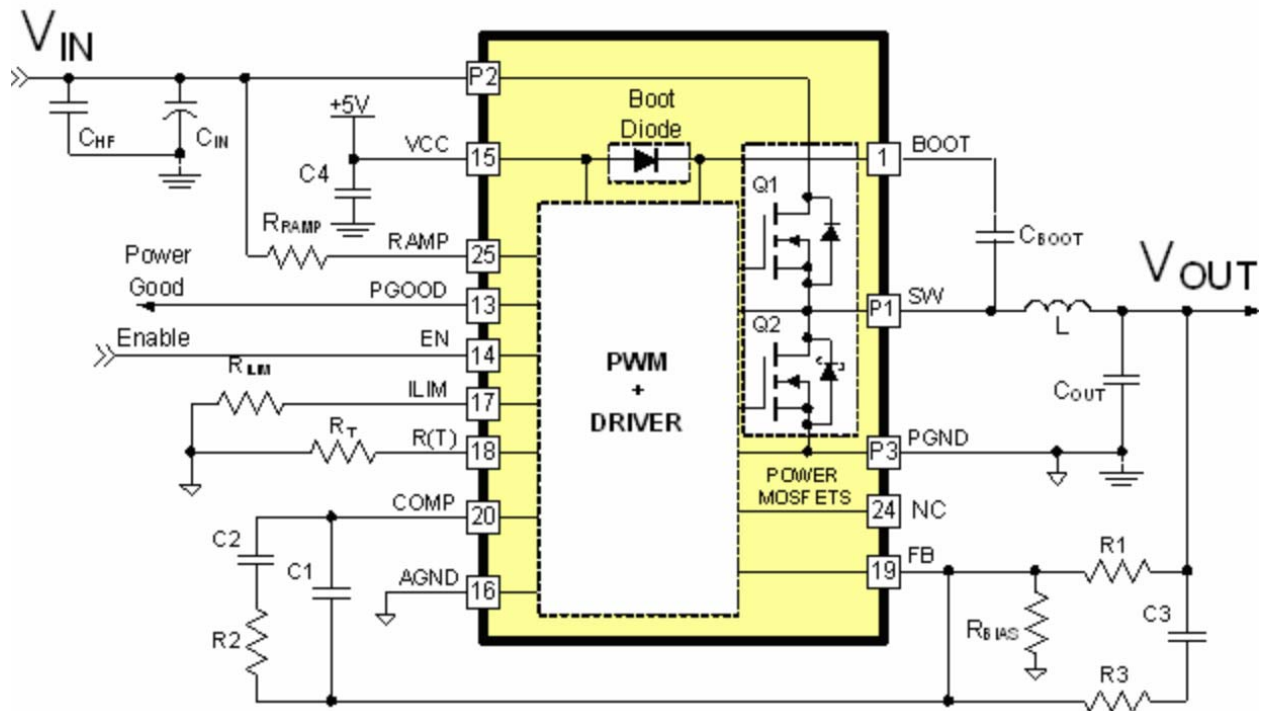 VIN
CHF
CIN
+5V
C4
RRAMP
Power
Good
Enable
RILIM
RT
C2
C1
R2
P2
VCC
15
RAMP
25
PGOOD
13
EN
14
ILIM
17
R(T)
18
COMP
20
AGND
16
Boot
Diode
PWM
+
DRIVER
Q1
Q2
POWER
MOSFETS
1
BOOT
P1
SW
P3
PGND
24
NC
19
FB
CBOOT
VOUT
L
COUT
R1
RBIAS
C3
R3